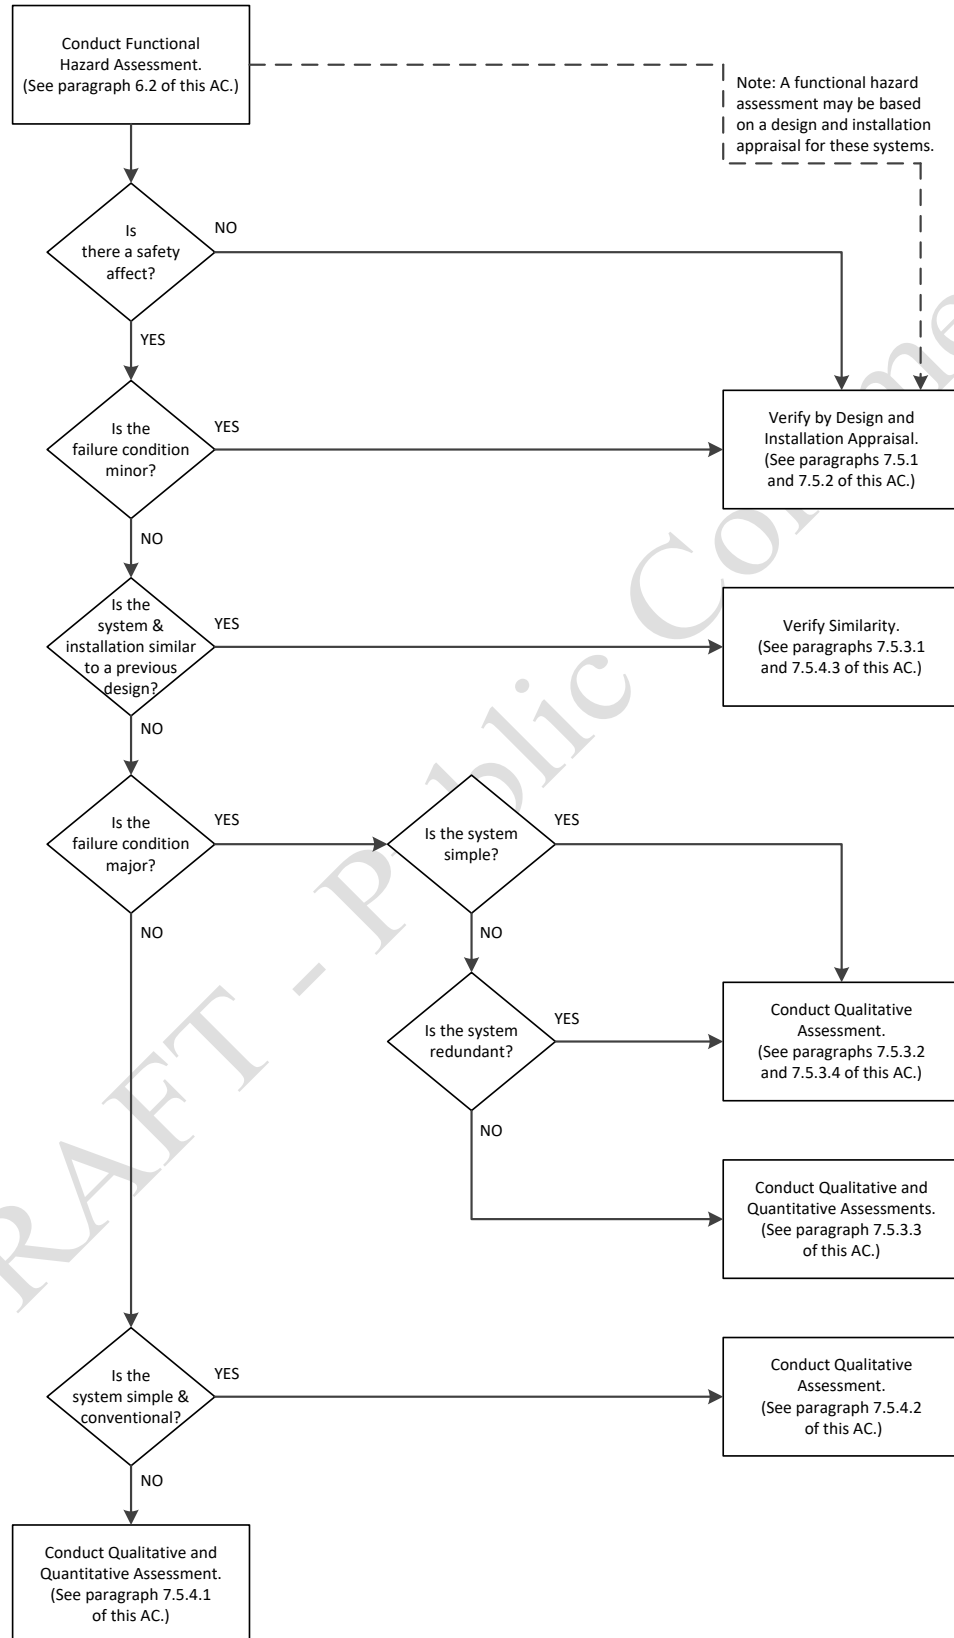 Conduct Functional
Hazard Assessment.
(See paragraph 6.2 of this AC.)
Note: A functional hazard
assessment may be based
on a design and installation
appraisal for these systems.
Is
there a safety
affect?
NO
YES
Is the
failure condition
minor?
YES
NO
Verify by Design and
Installation Appraisal.
(See paragraphs 7.5.1
and 7.5.2 of this AC.)
Is the
system &
installation similar
to a previous
design?
YES
NO
Verify Similarity.
(See paragraphs 7.5.3.1
and 7.5.4.3 of this AC.)
Is the
failure condition
major?
YES
NO
Is the system
simple?
YES
NO
Is the system
redundant?
YES
NO
Conduct Qualitative
Assessment.
(See paragraphs 7.5.3.2
and 7.5.3.4 of this AC.)
Conduct Qualitative and
Quantitative Assessments.
(See paragraph 7.5.3.3
of this AC.)
Is the
system simple &
conventional?
YES
NO
Conduct Qualitative
Assessment.
(See paragraph 7.5.4.2
of this AC.)
Conduct Qualitative and
Quantitative Assessment.
(See paragraph 7.5.4.1
of this AC.)
RAFT - Public Comme